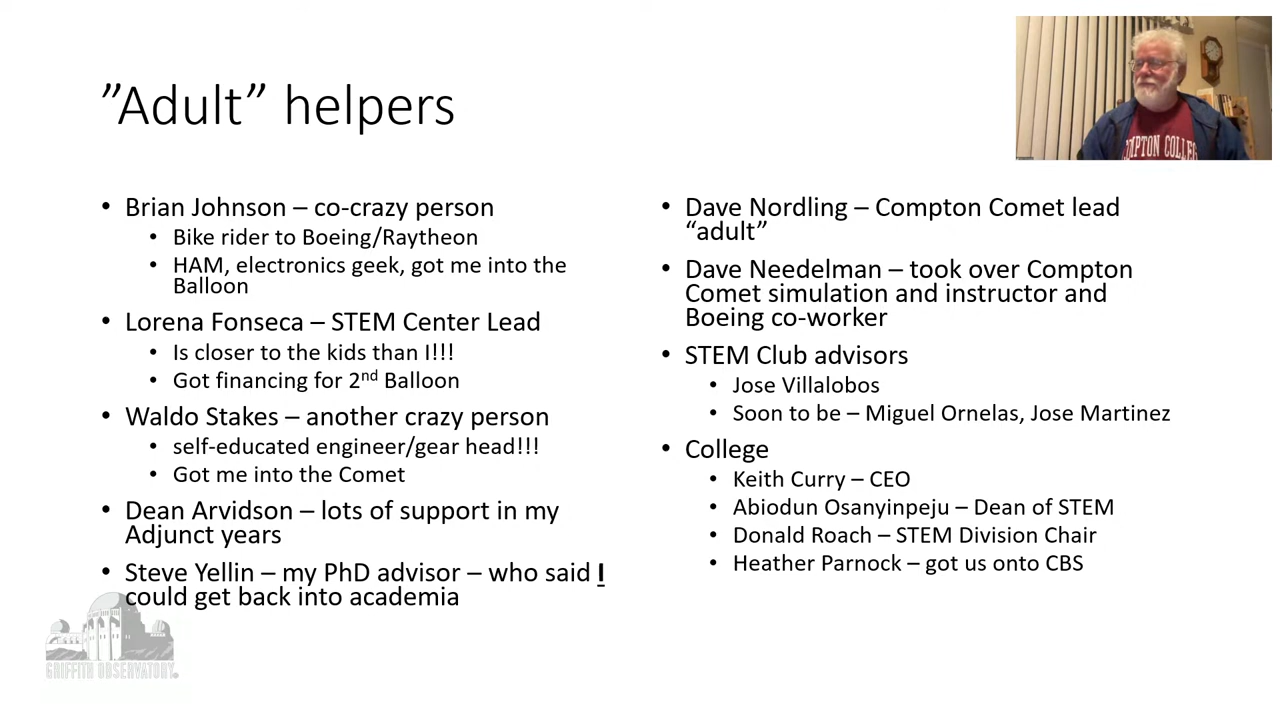 ”Adult” helpers
• Brian Johnson – co-crazy person
• Bike rider to Boeing/Raytheon
• HAM, electronics geek, got me into the
Balloon
• Lorena Fonseca – STEM Center Lead
• Is closer to the kids than I!!!
• Got financing for 2nd Balloon
• Waldo Stakes – another crazy person
• self-educated engineer/gear head!!!
• Got me into the Comet
• Dean Arvidson – lots of support in my
Adjunct years
• Steve Yellin – my PhD advisor – who said I
could get back into academia
• Dave Nordling – Compton Comet lead
“adult”
• Dave Needelman – took over Compton
Comet simulation and instructor and
Boeing co-worker
• STEM Club advisors
• Jose Villalobos
• Soon to be – Miguel Ornelas, Jose Martinez
• College
• Keith Curry – CEO
• Abiodun Osanyinpeju – Dean of STEM
• Donald Roach – STEM Division Chair
• Heather Parnock – got us onto CBS
GRIFFITH OBSERVATORY
OMPTON COLLEG